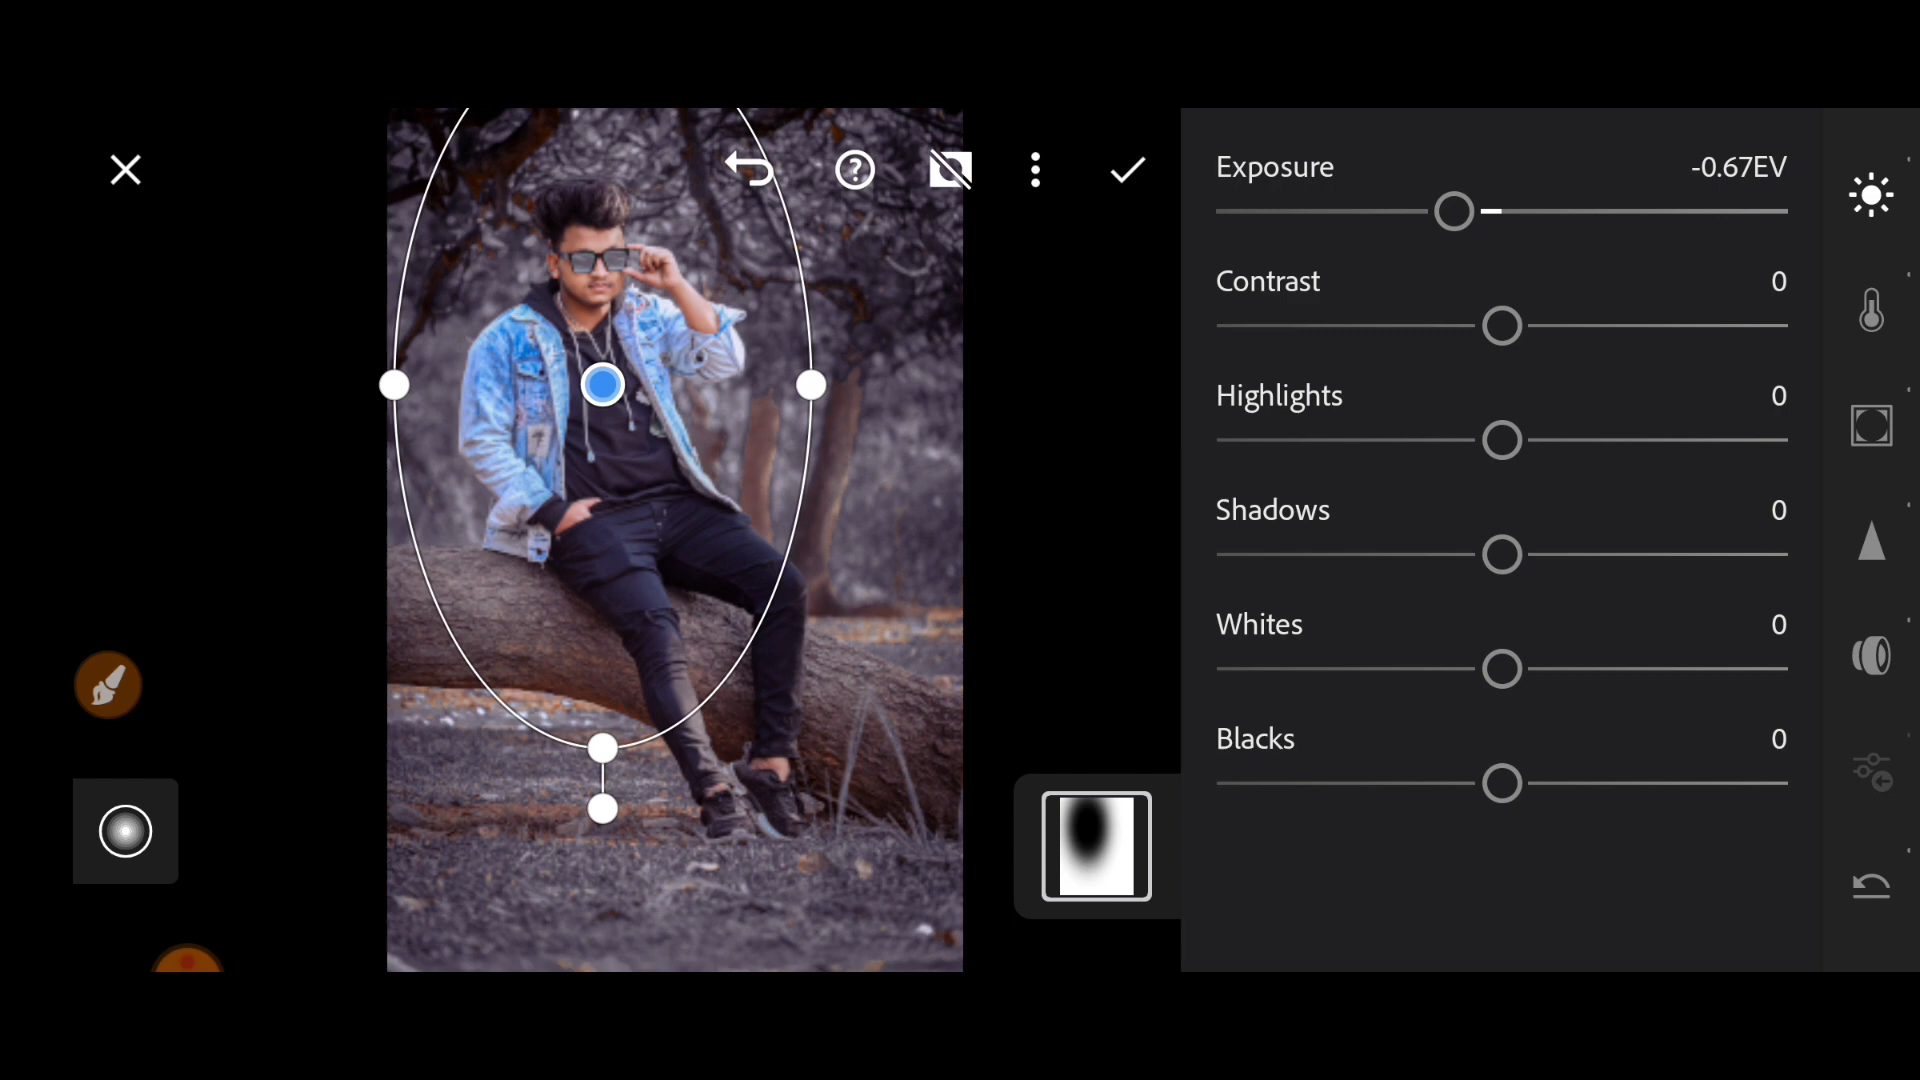 Exposure -0.67EV
Contrast 0
Highlights 0
Shadows 0
Whites 0
Blacks 0